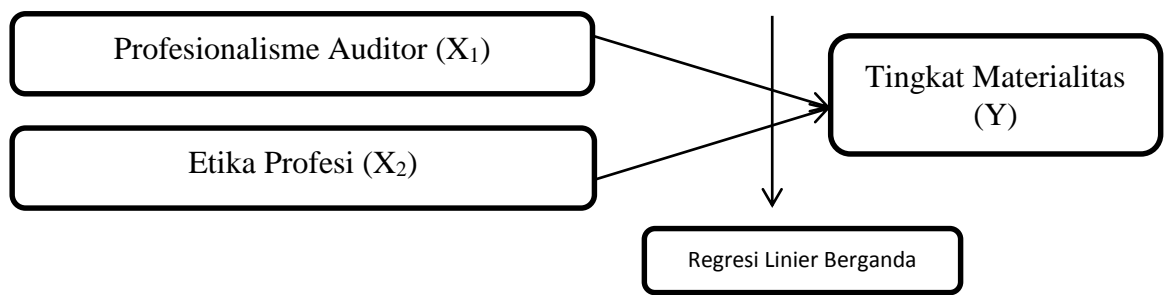 Profesionalisme Auditor (X₁)
Tingkat Materialitas
(Y)
Etika Profesi (X₂)
Regresi Linier Berganda